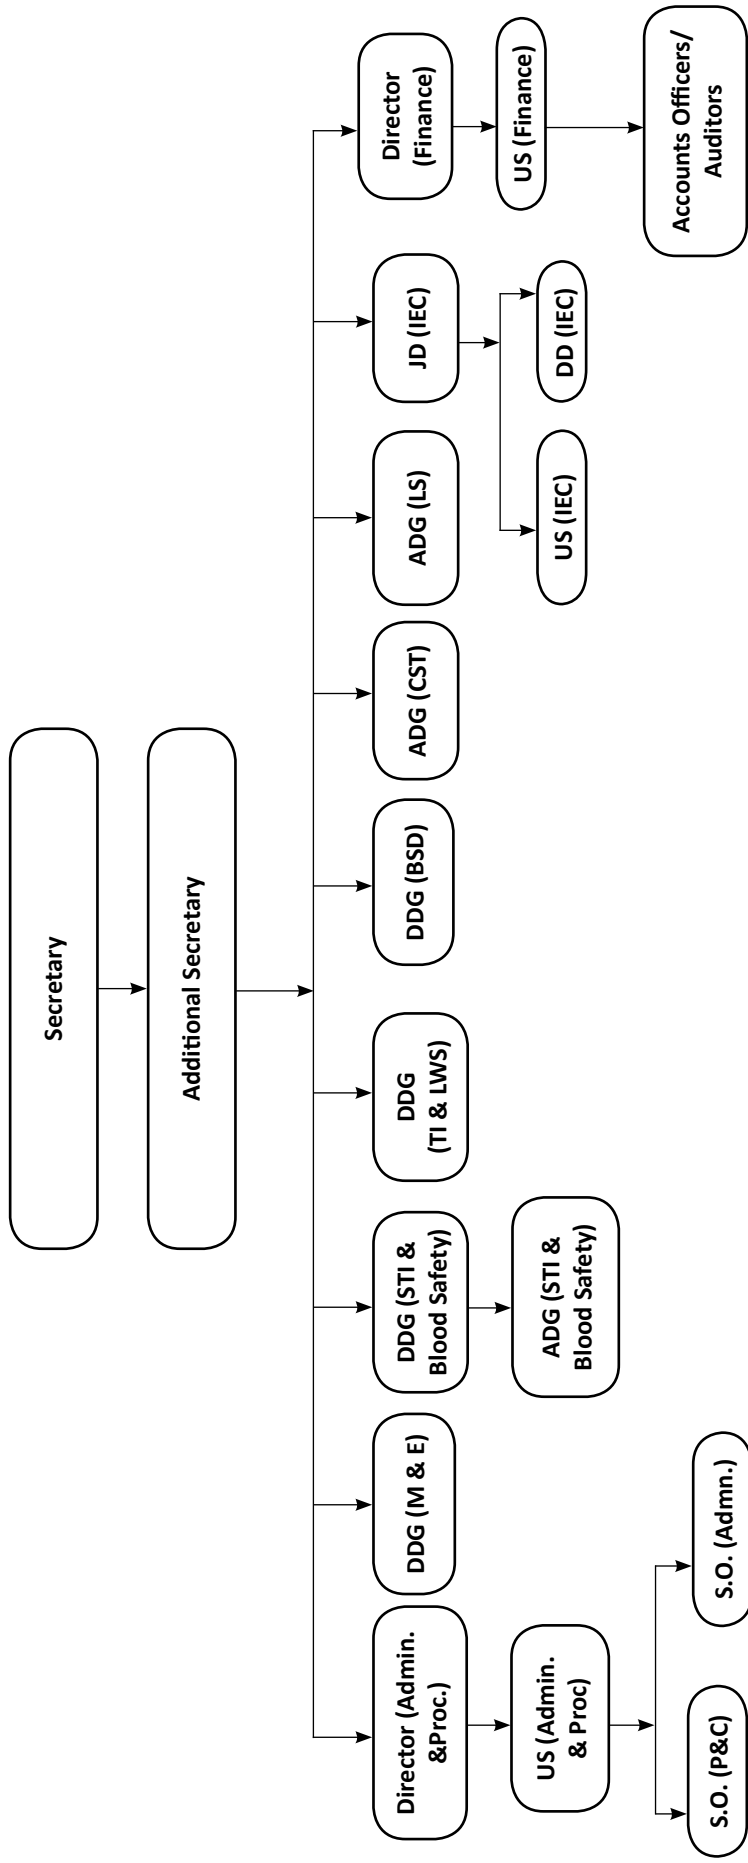 Secretary
Additional Secretary
Director (Admin.
&Proc.)
DDG (M & E)
DDG (STI &
Blood Safety)
DDG
(TI & LWS)
DDG (BSD)
ADG (CST)
ADG (LS)
JD (IEC)
Director
(Finance)
US (Admin.
& Proc)
ADG (STI &
Blood Safety)
US (IEC)
DD (IEC)
US (Finance)
S.O. (P&C)
S.O. (Admn.)
Accounts Officers/
Auditors